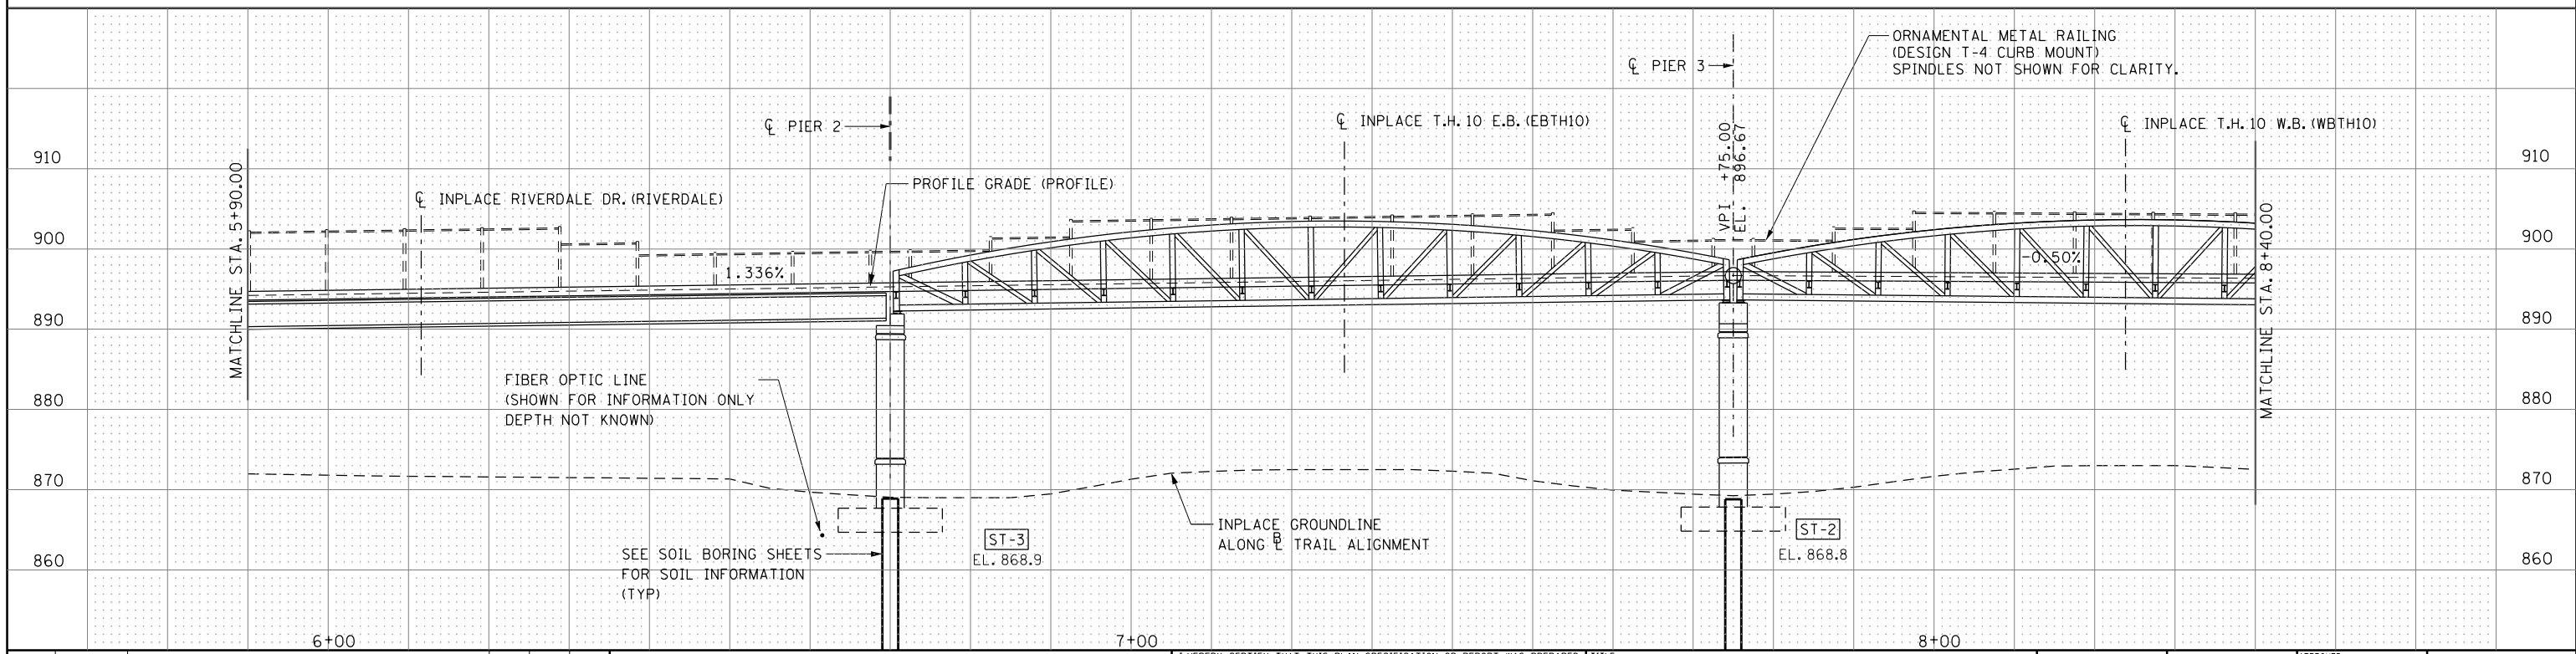 ORNAMENTAL METAL RAILING
(DESIGN T-4 CURB MOUNT)
SPINDLES NOT SHOWN FOR CLARITY.
℄ PIER 3
℄ PIER 2
℄ INPLACE T.H. 10 E.B. (EBTH10)
℄ INPLACE T.H. 10 W.B. (WBTH10)
VPI +75.00
EL. 896.67
910
910
MATCHLINE STA. 5+90.00
℄ INPLACE RIVERDALE DR. (RIVERDALE)
PROFILE GRADE (PROFILE)
900
900
1.336%
-0.50%
MATCHLINE STA. 8+40.00
890
890
FIBER OPTIC LINE
(SHOWN FOR INFORMATION ONLY
DEPTH NOT KNOWN)
880
880
870
870
INPLACE GROUNDLINE
ALONG BL TRAIL ALIGNMENT
ST-3
EL. 868.9
ST-2
EL. 868.8
SEE SOIL BORING SHEETS
FOR SOIL INFORMATION
(TYP)
860
860
6+00
7+00
8+00